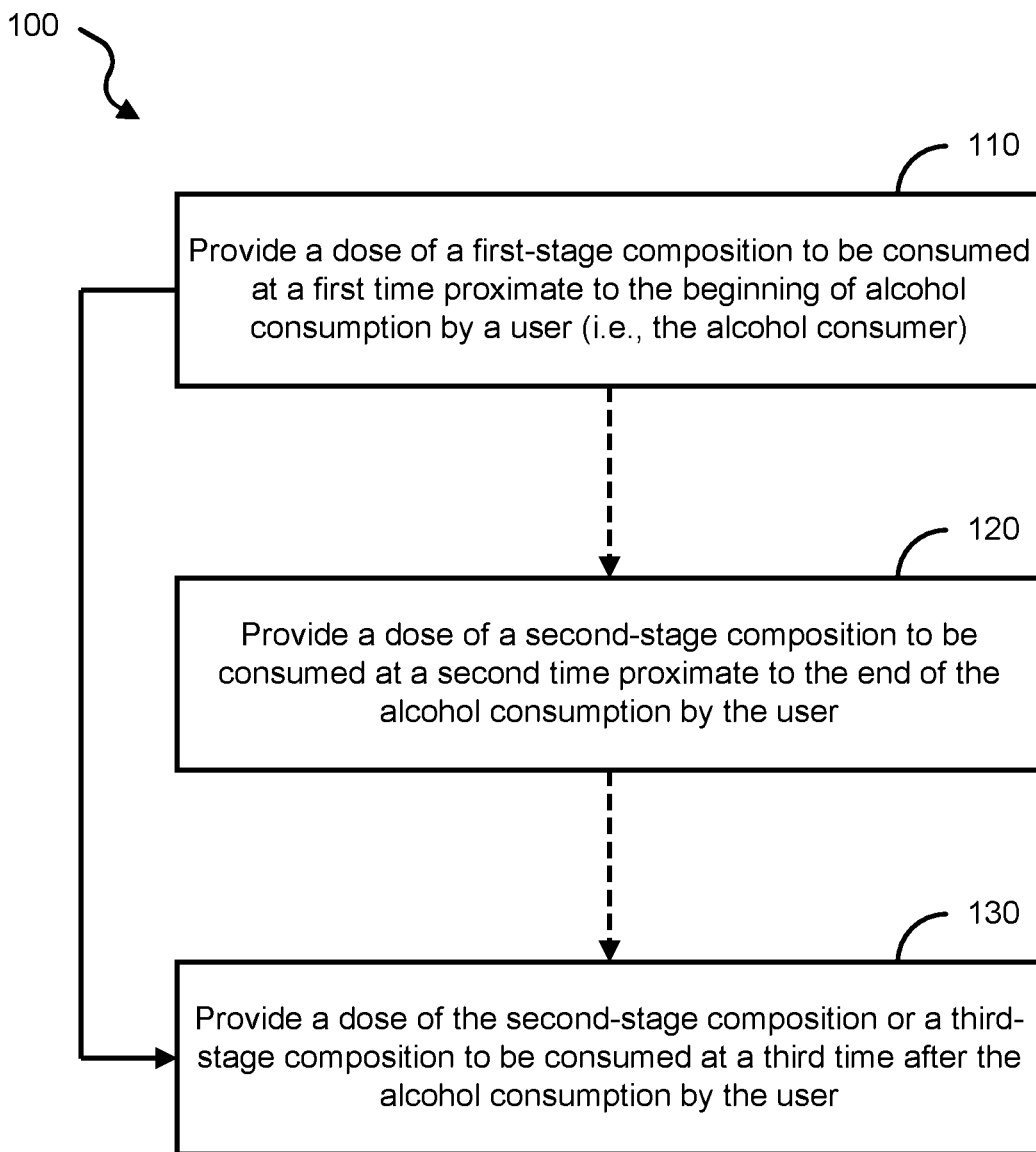 100
110
Provide a dose of a first-stage composition to be consumed
at a first time proximate to the beginning of alcohol
consumption by a user (i.e., the alcohol consumer)
120
Provide a dose of a second-stage composition to be
consumed at a second time proximate to the end of the
alcohol consumption by the user
130
Provide a dose of the second-stage composition or a third-
stage composition to be consumed at a third time after the
alcohol consumption by the user